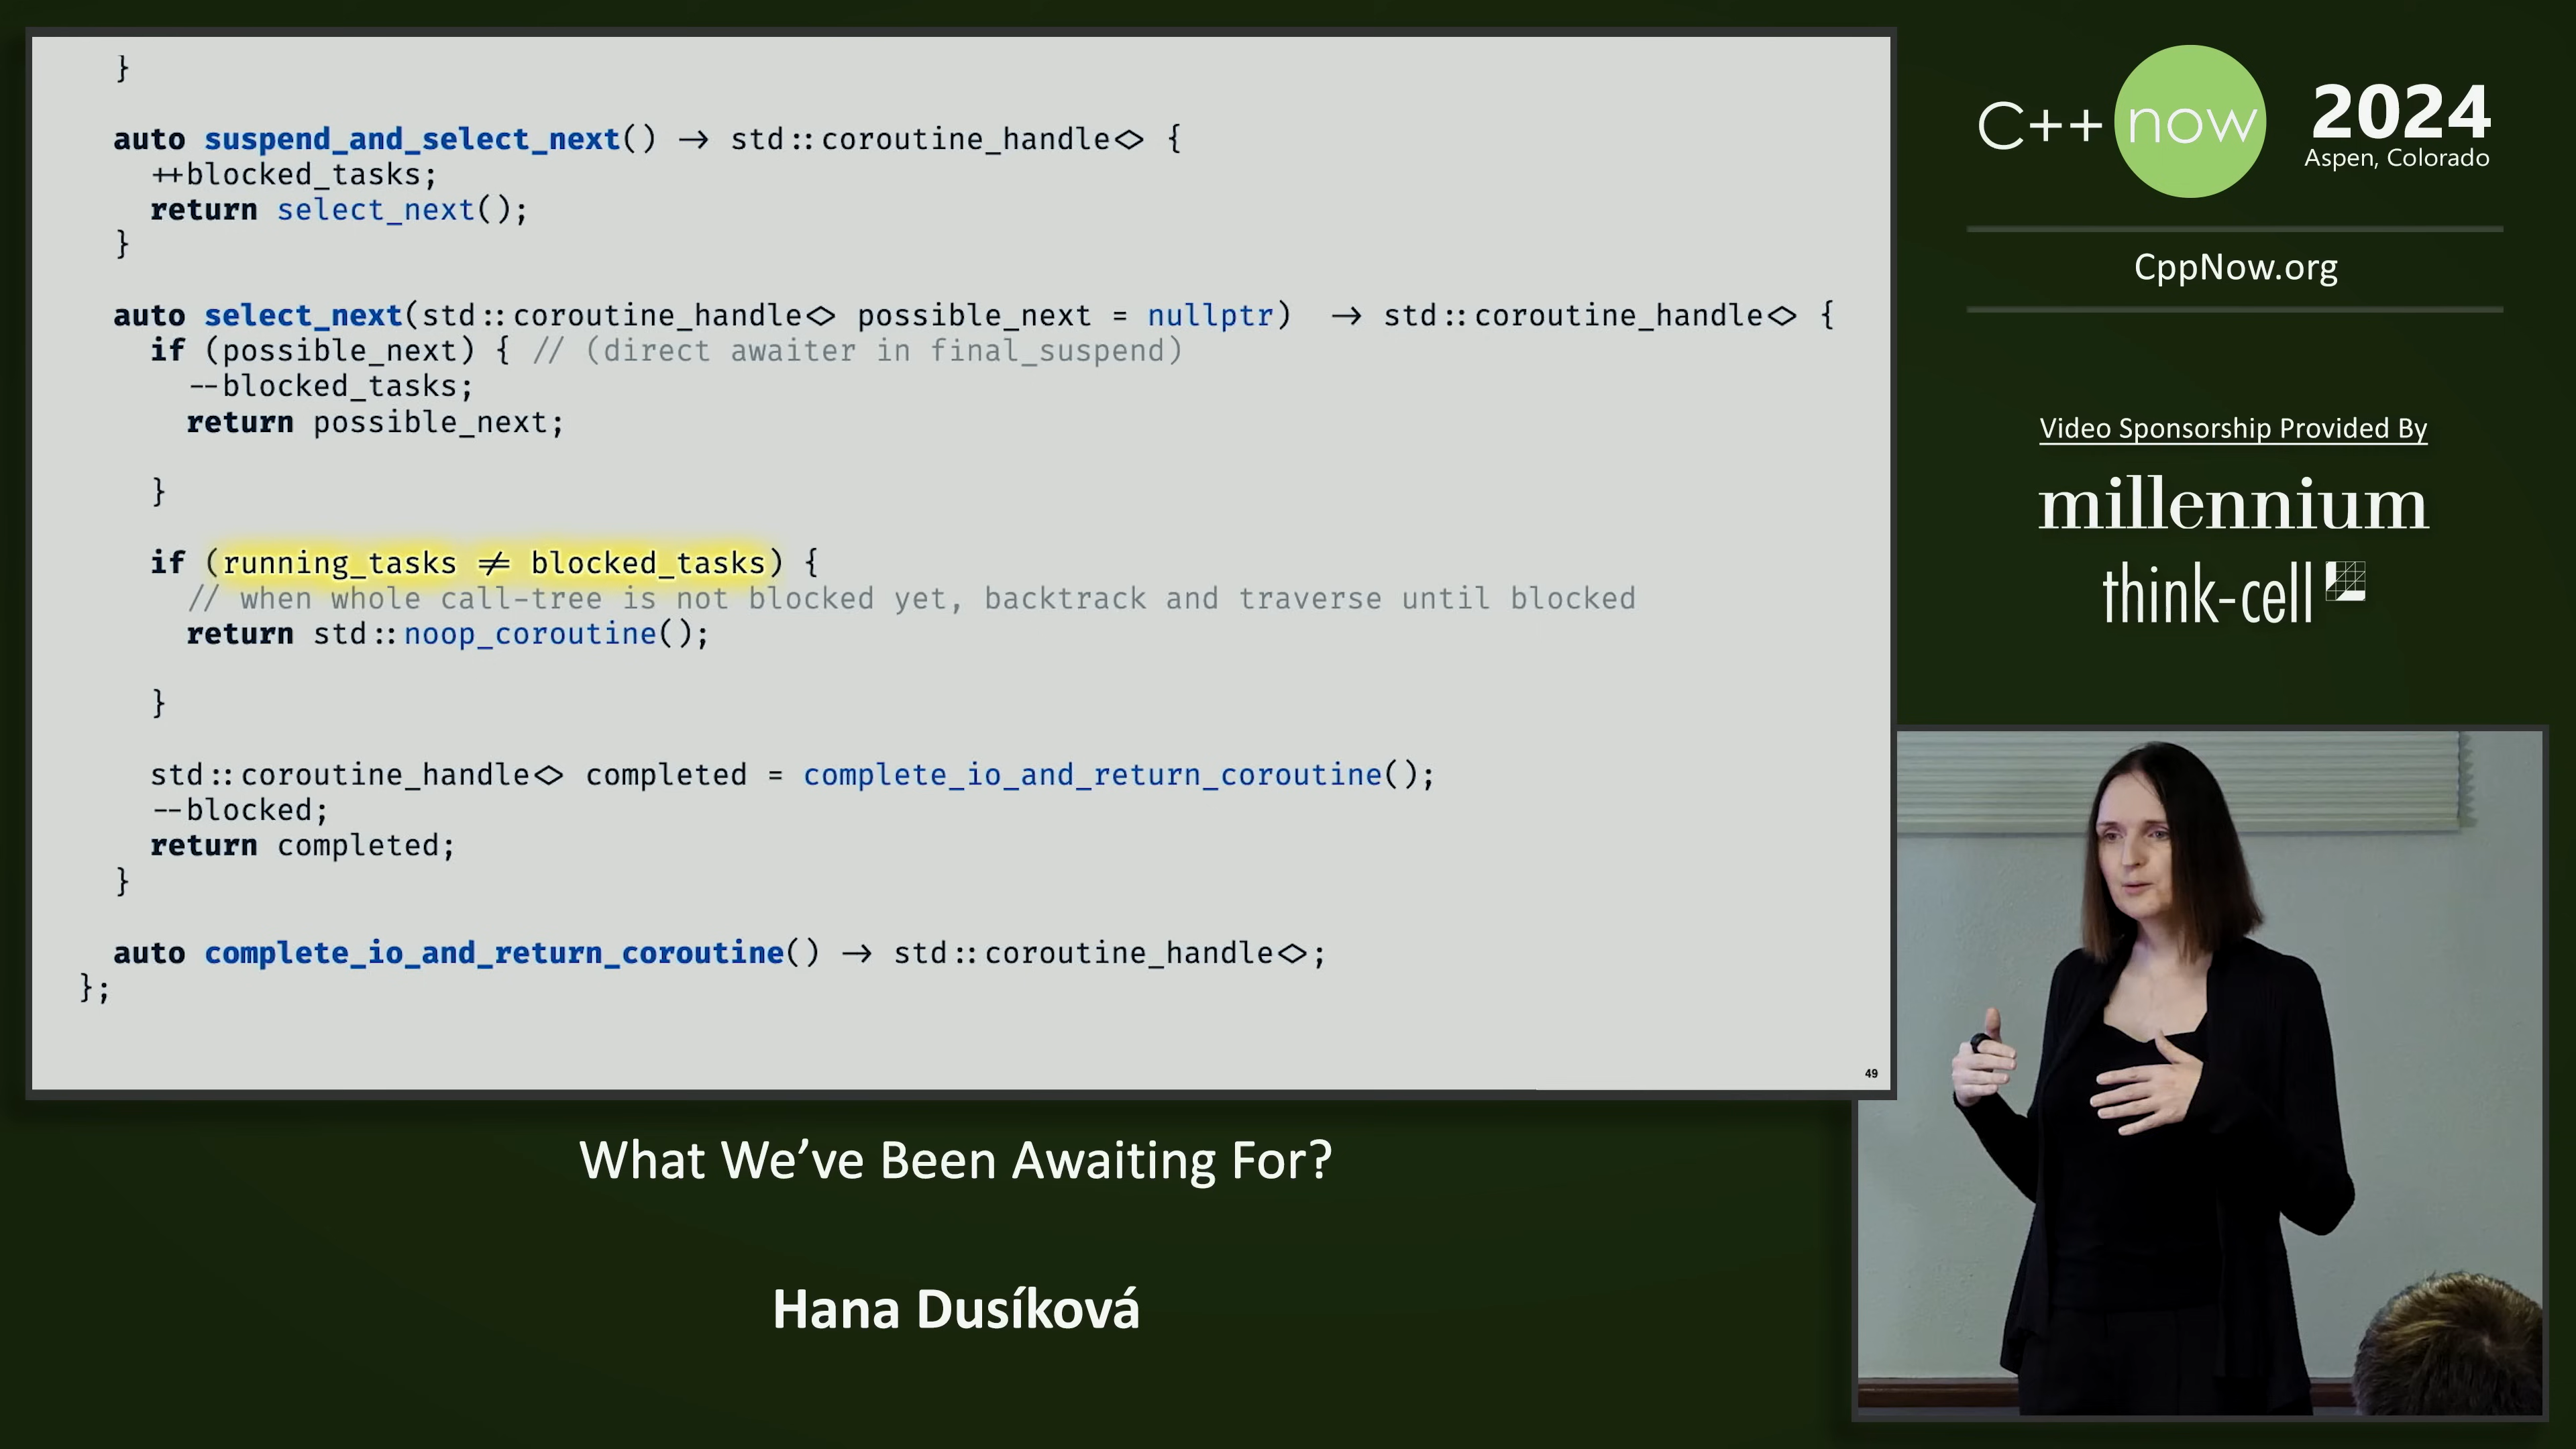 }
auto suspend_and_select_next() → std::coroutine_handle<> {
++blocked_tasks;
return select_next();
}
auto select_next(std::coroutine_handle<> possible_next = nullptr) → std::coroutine_handle<> {
if (possible_next) { // (direct awaiter in final_suspend)
--blocked_tasks;
return possible_next;
}
if (running_tasks ≠ blocked_tasks) {
// when whole call-tree is not blocked yet, backtrack and traverse until blocked
return std::noop_coroutine();
}
std::coroutine_handle<> completed = complete_io_and_return_coroutine();
--blocked;
return completed;
}
auto complete_io_and_return_coroutine() → std::coroutine_handle<>;
};
49
C++ now
2024
Aspen, Colorado
CppNow.org
Video Sponsorship Provided By
millennium
think-cell
What We’ve Been Awaiting For?
Hana Dusíková